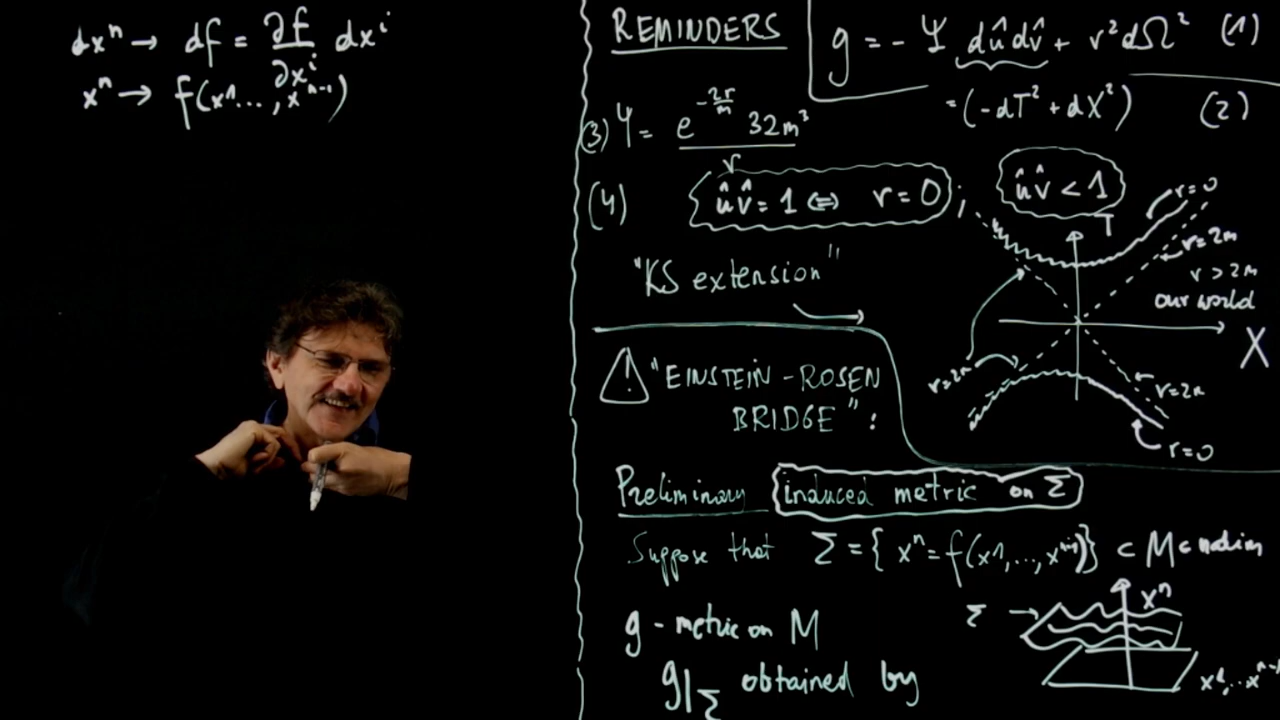 dxⁿ → df = ∂f/∂xⁱ dxⁱ
xⁿ → f(x¹..., xⁿ⁻¹)
REMINDERS
g = - Ψ dûdv̂ + r²dΩ² (1)
= (-dT² + dX²) (2)
(3) Ψ = e^(-2r/m) 32m³ / r
(4) ûv̂ = 1 ⇔ r = 0 ; ûv̂ < 1
"KS extension"
T
r=0
r=2m
r > 2m
our world
X
r=2m
r=2m
r=0
"EINSTEIN-ROSEN
BRIDGE" !
Preliminary induced metric on Σ
Suppose that Σ = { xⁿ = f(x¹,...,xⁿ⁻¹)} ⊂ M ⊂ ndim
g - metric on M
Σ → xⁿ
g|_Σ obtained by
x¹,...xⁿ⁻¹